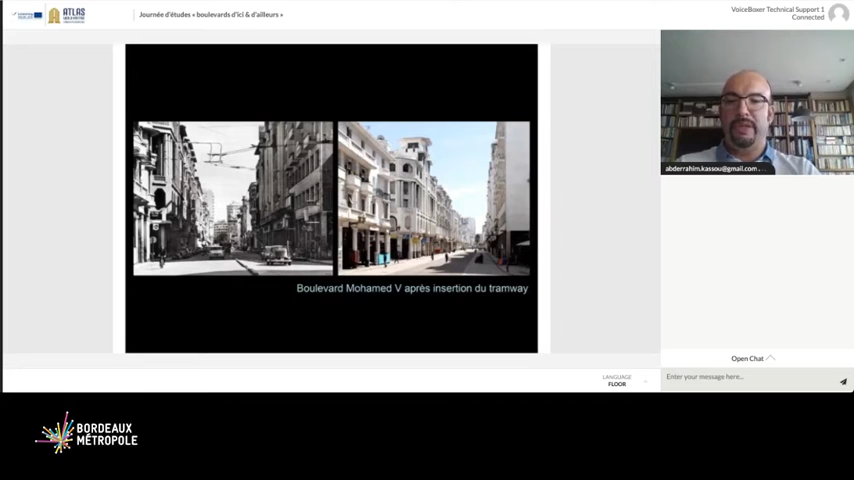 ATLAS
Journée d'études « boulevards d'ici & d'ailleurs »
VoiceBoxer Technical Support 1
Connected
abderrahim.kassou@gmail.com .
Boulevard Mohamed V après insertion du tramway
Open Chat
LANGUAGE
FLOOR
Enter your message here...
BORDEAUX
MÉTROPOLE